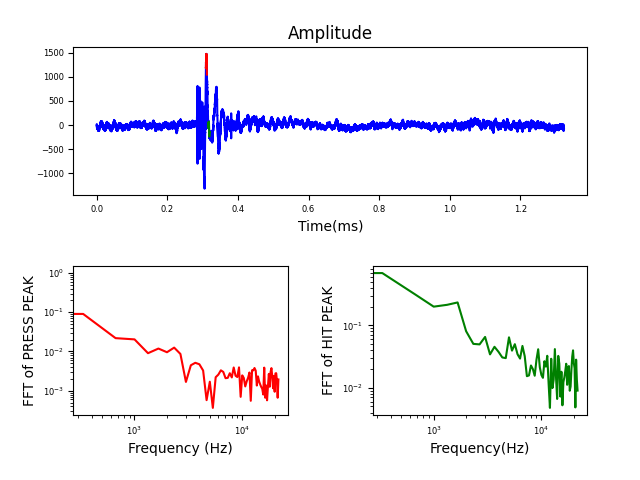 Amplitude
1500
1000
500
0
−500
−1000
0.0 0.2 0.4 0.6 0.8 1.0 1.2
Time(ms)
FFT of PRESS PEAK
10⁰
10⁻¹
10⁻²
10⁻³
10³ 10⁴
Frequency (Hz)
FFT of HIT PEAK
10⁻¹
10⁻²
10³ 10⁴
Frequency(Hz)